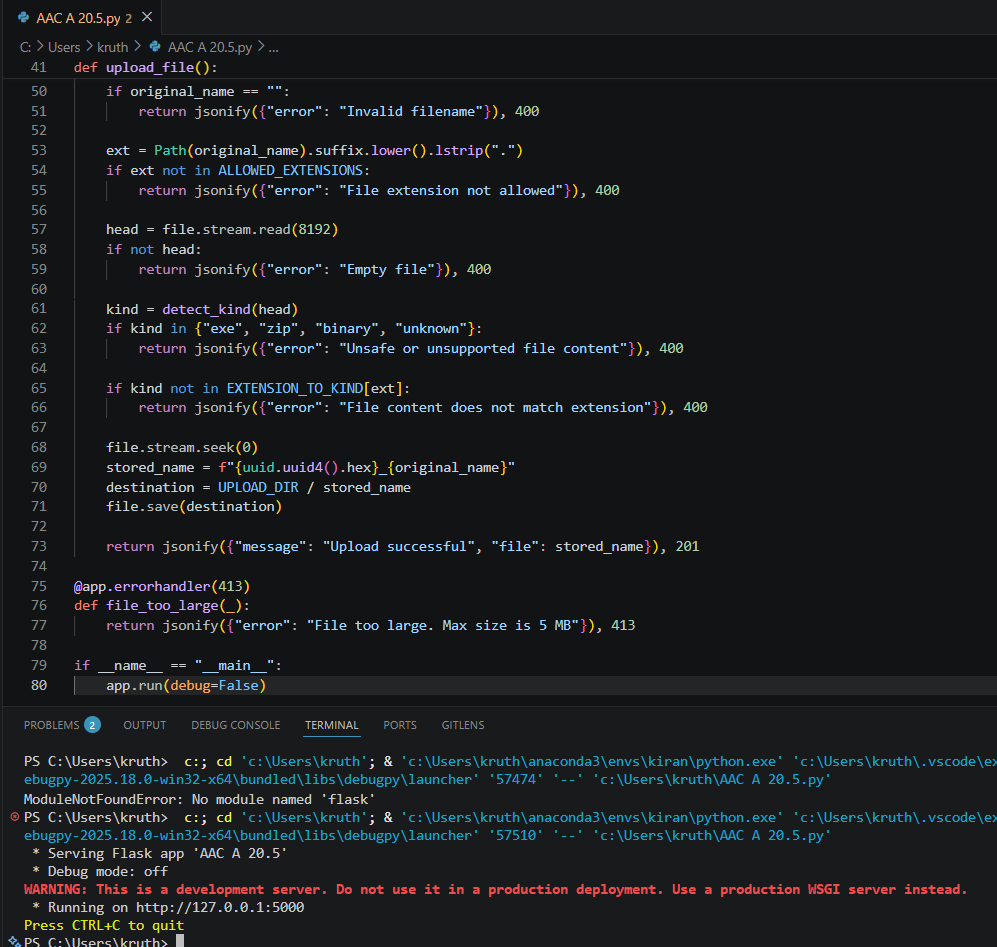 AAC A 20.5.py 2 ×
C: > Users > kruth > AAC A 20.5.py > ...
41 def upload_file():
50 if original_name == "":
51 return jsonify({"error": "Invalid filename"}), 400
52
53 ext = Path(original_name).suffix.lower().lstrip(".")
54 if ext not in ALLOWED_EXTENSIONS:
55 return jsonify({"error": "File extension not allowed"}), 400
56
57 head = file.stream.read(8192)
58 if not head:
59 return jsonify({"error": "Empty file"}), 400
60
61 kind = detect_kind(head)
62 if kind in {"exe", "zip", "binary", "unknown"}:
63 return jsonify({"error": "Unsafe or unsupported file content"}), 400
64
65 if kind not in EXTENSION_TO_KIND[ext]:
66 return jsonify({"error": "File content does not match extension"}), 400
67
68 file.stream.seek(0)
69 stored_name = f"{uuid.uuid4().hex}_{original_name}"
70 destination = UPLOAD_DIR / stored_name
71 file.save(destination)
72
73 return jsonify({"message": "Upload successful", "file": stored_name}), 201
74
75 @app.errorhandler(413)
76 def file_too_large(_):
77 return jsonify({"error": "File too large. Max size is 5 MB"}), 413
78
79 if __name__ == "__main__":
80 app.run(debug=False)
PROBLEMS 2 OUTPUT DEBUG CONSOLE TERMINAL PORTS GITLENS
PS C:\Users\kruth> c:; cd 'c:\Users\kruth'; & 'c:\Users\kruth\anaconda3\envs\kiran\python.exe' 'c:\Users\kruth\.vscode\ex
ebugpy-2025.18.0-win32-x64\bundled\libs\debugpy\launcher' '57474' '--' 'c:\Users\kruth\AAC A 20.5.py'
ModuleNotFoundError: No module named 'flask'
PS C:\Users\kruth> c:; cd 'c:\Users\kruth'; & 'c:\Users\kruth\anaconda3\envs\kiran\python.exe' 'c:\Users\kruth\.vscode\ex
ebugpy-2025.18.0-win32-x64\bundled\libs\debugpy\launcher' '57510' '--' 'c:\Users\kruth\AAC A 20.5.py'
* Serving Flask app 'AAC A 20.5'
* Debug mode: off
WARNING: This is a development server. Do not use it in a production deployment. Use a production WSGI server instead.
* Running on http://127.0.0.1:5000
Press CTRL+C to quit
PS C:\Users\kruth>